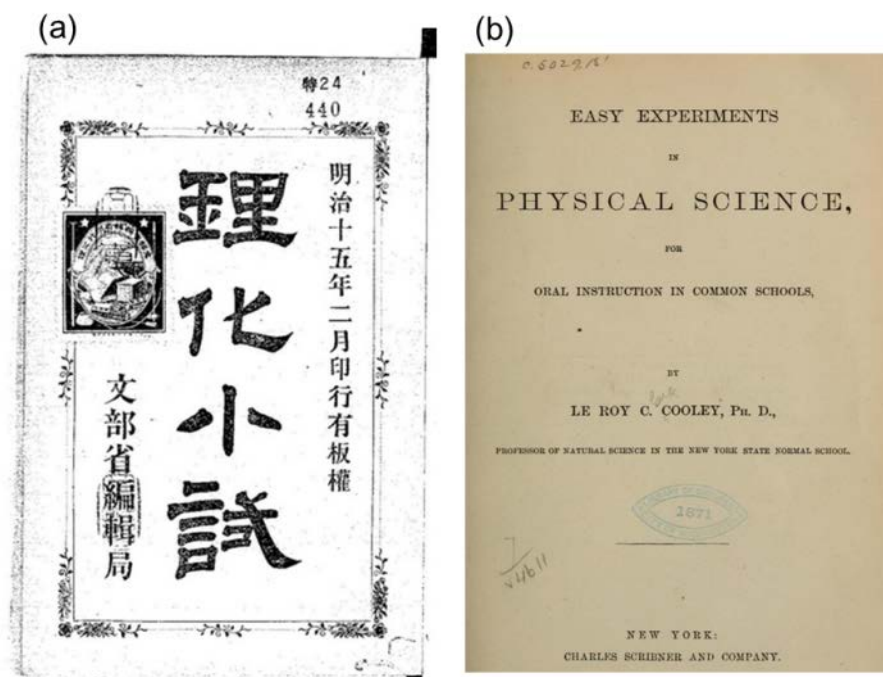 (a)
特24
440
明治十五年二月印行有板權
理化小試
文部省編輯局
(b)
EASY EXPERIMENTS
IN
PHYSICAL SCIENCE,
FOR
ORAL INSTRUCTION IN COMMON SCHOOLS,
BY
LE ROY C. COOLEY, PH. D.,
PROFESSOR OF NATURAL SCIENCE IN THE NEW YORK STATE NORMAL SCHOOL.
1871
NEW YORK:
CHARLES SCRIBNER AND COMPANY.